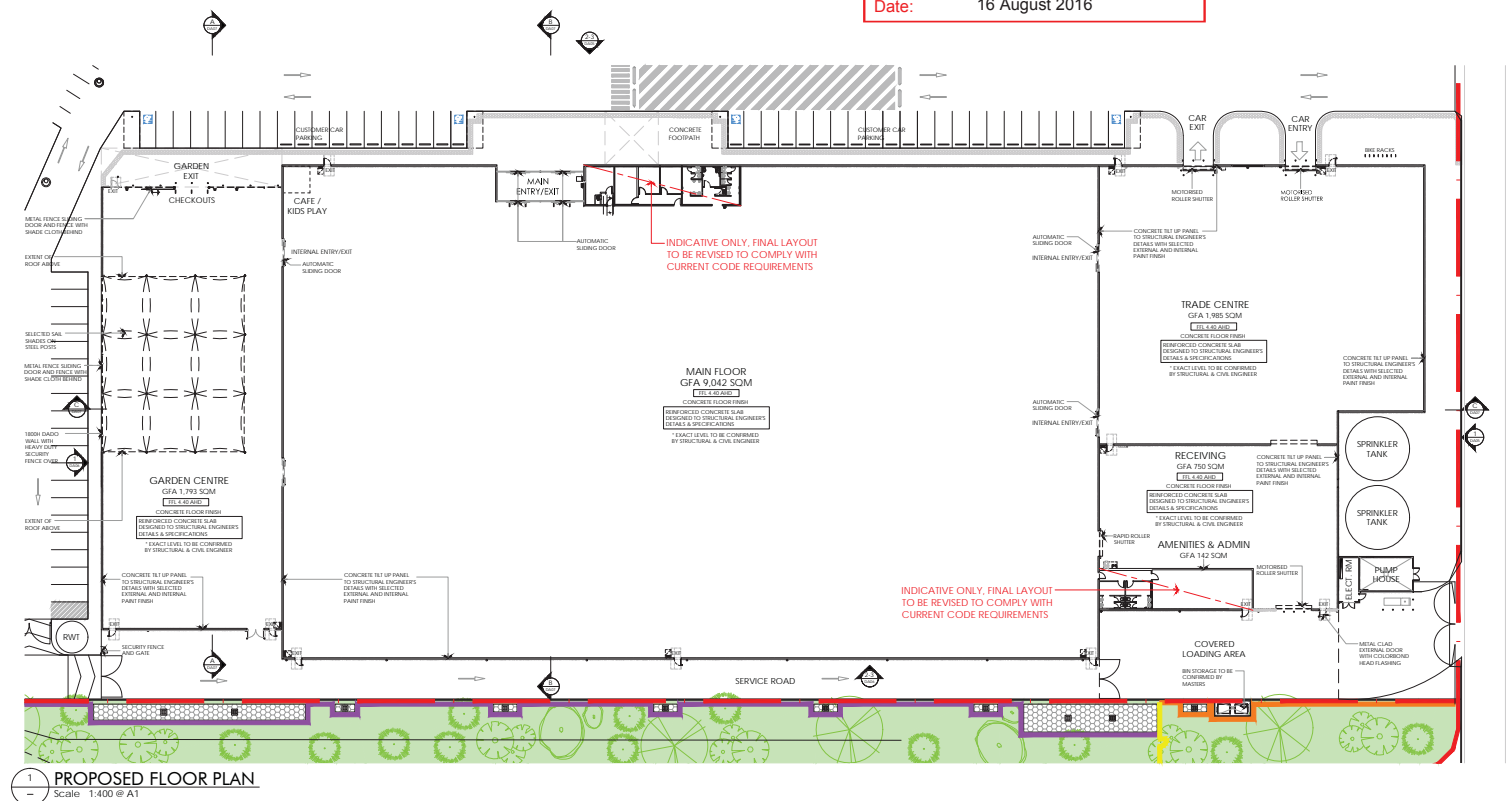 Date: 16 August 2016
A
B
2-3
CUSTOMER CAR
PARKING
CONCRETE
FOOTPATH
CUSTOMER CAR
PARKING
CAR
EXIT
CAR
ENTRY
BIKE RACKS
GARDEN
EXIT
CHECKOUTS
EXIT
EXIT
CAFE /
KIDS PLAY
MAIN
ENTRY/EXIT
EXIT
EXIT
MOTORISED
ROLLER SHUTTER
MOTORISED
ROLLER SHUTTER
METAL FENCE SLIDING
DOOR AND FENCE WITH
SHADE CLOTH BEHIND
INTERNAL ENTRY/EXIT
AUTOMATIC
SLIDING DOOR
AUTOMATIC
SLIDING DOOR
INDICATIVE ONLY, FINAL LAYOUT
TO BE REVISED TO COMPLY WITH
CURRENT CODE REQUIREMENTS
AUTOMATIC
SLIDING DOOR
INTERNAL ENTRY/EXIT
CONCRETE TILT UP PANEL
TO STRUCTURAL ENGINEER'S
DETAILS WITH SELECTED
EXTERNAL AND INTERNAL
PAINT FINISH
EXTENT OF
ROOF ABOVE
SELECTED SAIL
SHADES ON
STEEL POSTS
METAL FENCE SLIDING
DOOR AND FENCE WITH
SHADE CLOTH BEHIND
TRADE CENTRE
GFA 1,985 SQM
FFL 4.40 AHD
CONCRETE FLOOR FINISH
REINFORCED CONCRETE SLAB
DESIGNED TO STRUCTURAL ENGINEER'S
DETAILS & SPECIFICATIONS
* EXACT LEVEL TO BE CONFIRMED
BY STRUCTURAL & CIVIL ENGINEER
CONCRETE TILT UP PANEL
TO STRUCTURAL ENGINEER'S
DETAILS WITH SELECTED
EXTERNAL AND INTERNAL
PAINT FINISH
MAIN FLOOR
GFA 9,042 SQM
FFL 4.40 AHD
CONCRETE FLOOR FINISH
REINFORCED CONCRETE SLAB
DESIGNED TO STRUCTURAL ENGINEER'S
DETAILS & SPECIFICATIONS
* EXACT LEVEL TO BE CONFIRMED
BY STRUCTURAL & CIVIL ENGINEER
AUTOMATIC
SLIDING DOOR
INTERNAL ENTRY/EXIT
C
C
1
1800H DADO
WALL WITH
HEAVY DUTY
SECURITY
FENCE OVER
1
GARDEN CENTRE
GFA 1,793 SQM
FFL 4.40 AHD
CONCRETE FLOOR FINISH
REINFORCED CONCRETE SLAB
DESIGNED TO STRUCTURAL ENGINEER'S
DETAILS & SPECIFICATIONS
* EXACT LEVEL TO BE CONFIRMED
BY STRUCTURAL & CIVIL ENGINEER
EXTENT OF
ROOF ABOVE
RECEIVING
GFA 750 SQM
FFL 4.40 AHD
CONCRETE FLOOR FINISH
REINFORCED CONCRETE SLAB
DESIGNED TO STRUCTURAL ENGINEER'S
DETAILS & SPECIFICATIONS
* EXACT LEVEL TO BE CONFIRMED
BY STRUCTURAL & CIVIL ENGINEER
CONCRETE TILT UP PANEL
TO STRUCTURAL ENGINEER'S
DETAILS WITH SELECTED
EXTERNAL AND INTERNAL
PAINT FINISH
SPRINKLER
TANK
SPRINKLER
TANK
RAPID ROLLER
SHUTTER
AMENITIES & ADMIN
GFA 142 SQM
MOTORISED
ROLLER SHUTTER
ELECT. RM
PUMP
HOUSE
CONCRETE TILT UP PANEL
TO STRUCTURAL ENGINEER'S
DETAILS WITH SELECTED
EXTERNAL AND INTERNAL
PAINT FINISH
CONCRETE TILT UP PANEL
TO STRUCTURAL ENGINEER'S
DETAILS WITH SELECTED
EXTERNAL AND INTERNAL
PAINT FINISH
INDICATIVE ONLY, FINAL LAYOUT
TO BE REVISED TO COMPLY WITH
CURRENT CODE REQUIREMENTS
EXIT
EXIT
EXIT
EXIT
RWT
SECURITY FENCE
AND GATE
EXIT
EXIT
EXIT
COVERED
LOADING AREA
METAL CLAD
EXTERNAL DOOR
WITH COLORBOND
HEAD FLASHING
BIN STORAGE TO BE
CONFIRMED BY
MASTERS
A
B
SERVICE ROAD
2-3
1
PROPOSED FLOOR PLAN
Scale 1:400 @ A1